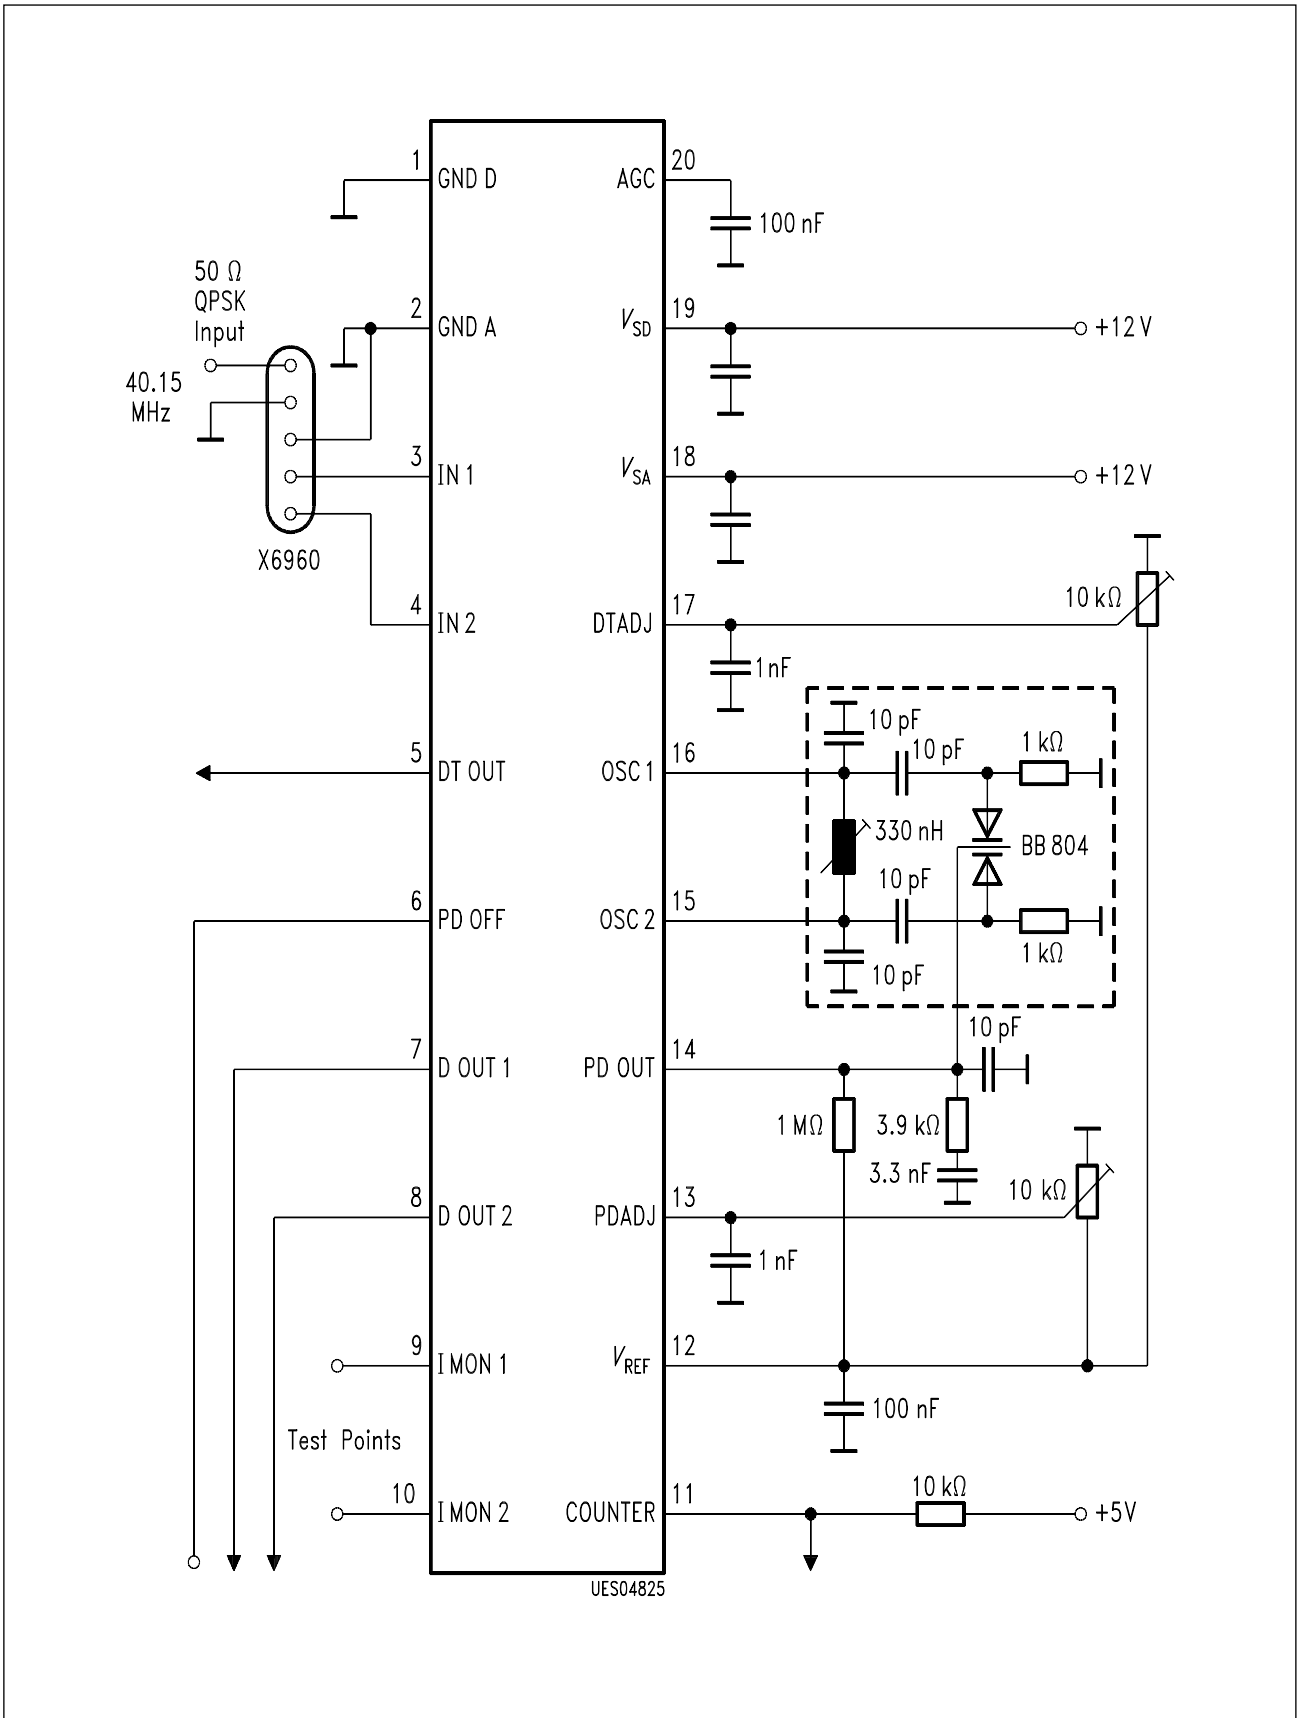 1
GND D
20
AGC
100 nF
50 Ω
QPSK
Input
40.15
MHz
2
GND A
19
VSD
+12 V
3
IN 1
18
VSA
+12 V
X6960
4
IN 2
17
DTADJ
10 kΩ
1 nF
10 pF
10 pF
1 kΩ
5
DT OUT
16
OSC 1
330 nH
BB 804
10 pF
6
PD OFF
15
OSC 2
1 kΩ
10 pF
10 pF
7
D OUT 1
14
PD OUT
1 MΩ
3.9 kΩ
3.3 nF
10 kΩ
8
D OUT 2
13
PDADJ
1 nF
9
I MON 1
12
VREF
100 nF
Test Points
10
I MON 2
11
COUNTER
10 kΩ
+5V
UES04825